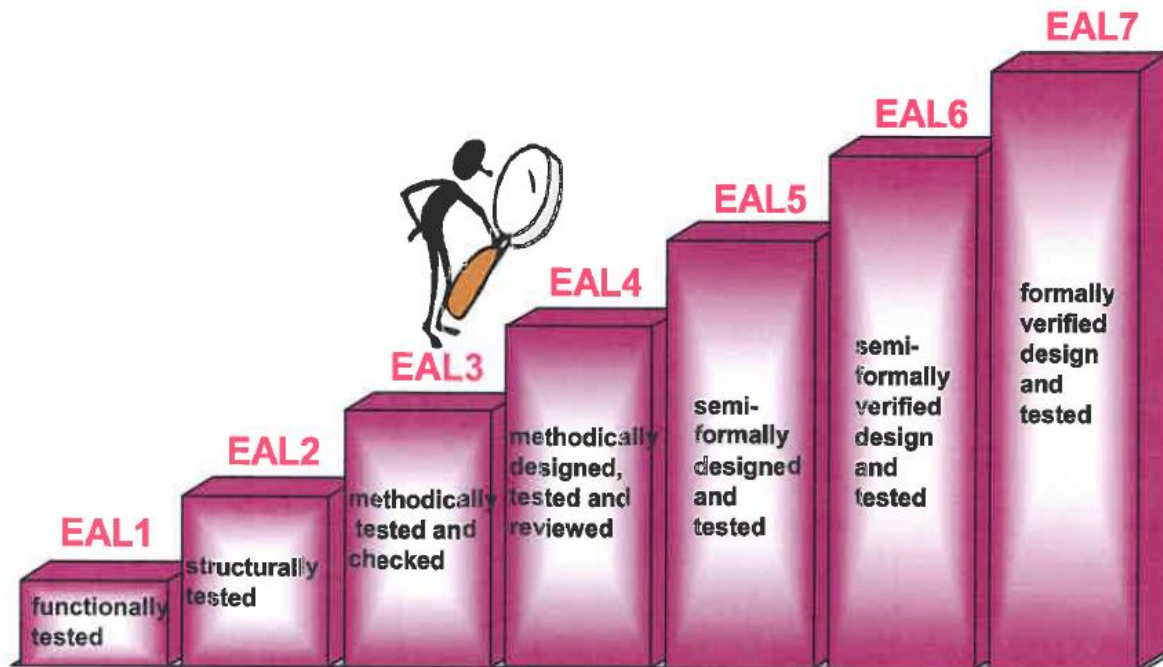 EAL1
functionally
tested
EAL2
structurally
tested
EAL3
methodically
tested and
checked
EAL4
methodically
designed,
tested and
reviewed
EAL5
semi-
formally
designed
and
tested
EAL6
semi-
formally
verified
design
and
tested
EAL7
formally
verified
design
and
tested